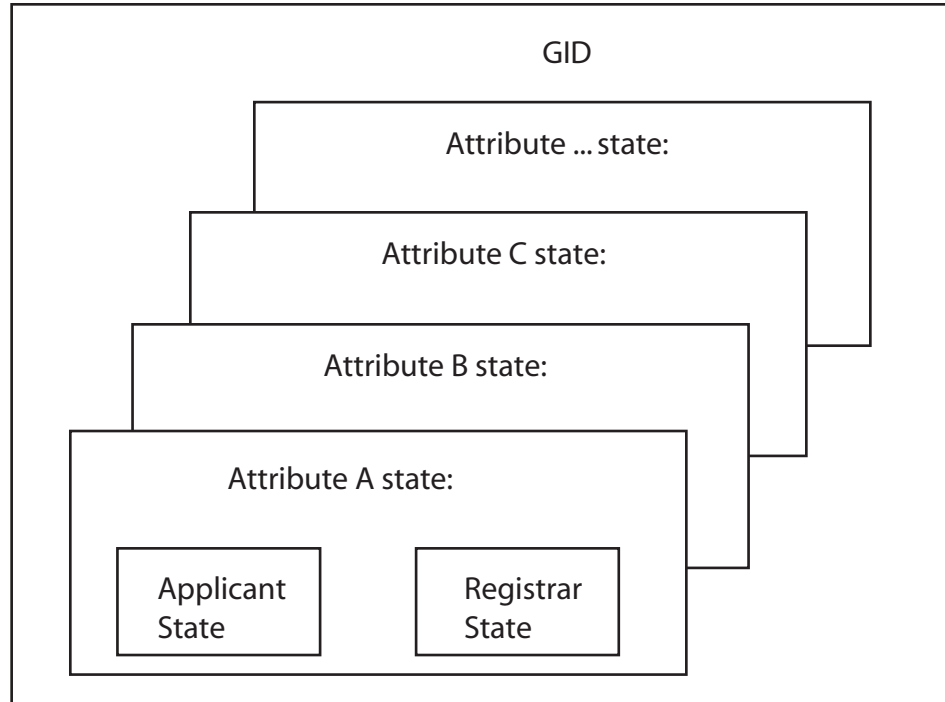 GID
Attribute ... state:
Attribute C state:
Attribute B state:
Attribute A state:
Applicant
State
Registrar
State